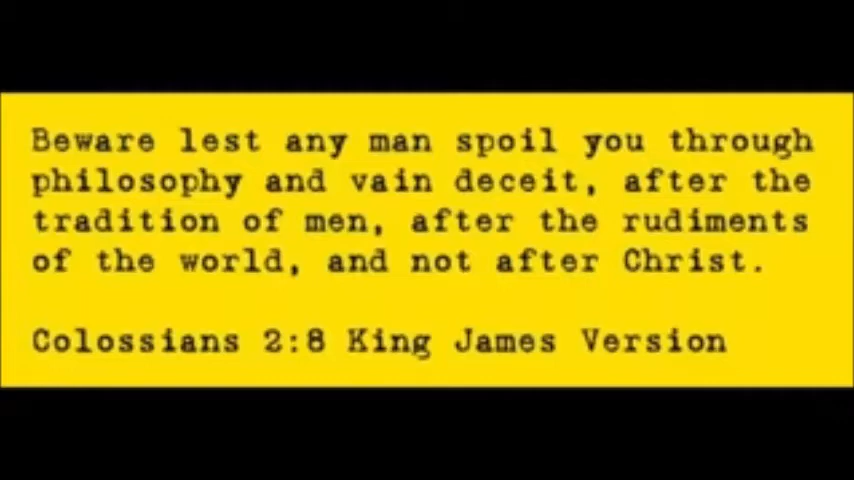 Beware lest any man spoil you through
philosophy and vain deceit, after the
tradition of men, after the rudiments
of the world, and not after Christ.
Colossians 2:8 King James Version